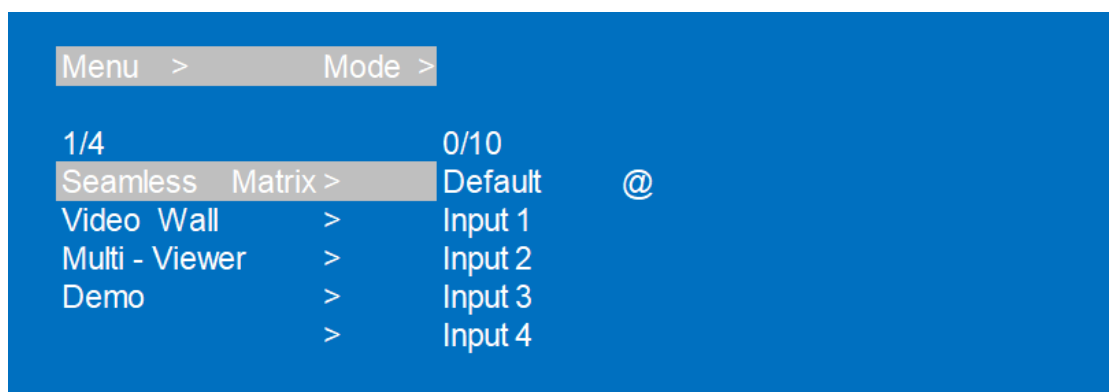 Menu > Mode >
1/4 0/10
Seamless Matrix > Default @
Video Wall > Input 1
Multi - Viewer > Input 2
Demo > Input 3
> Input 4